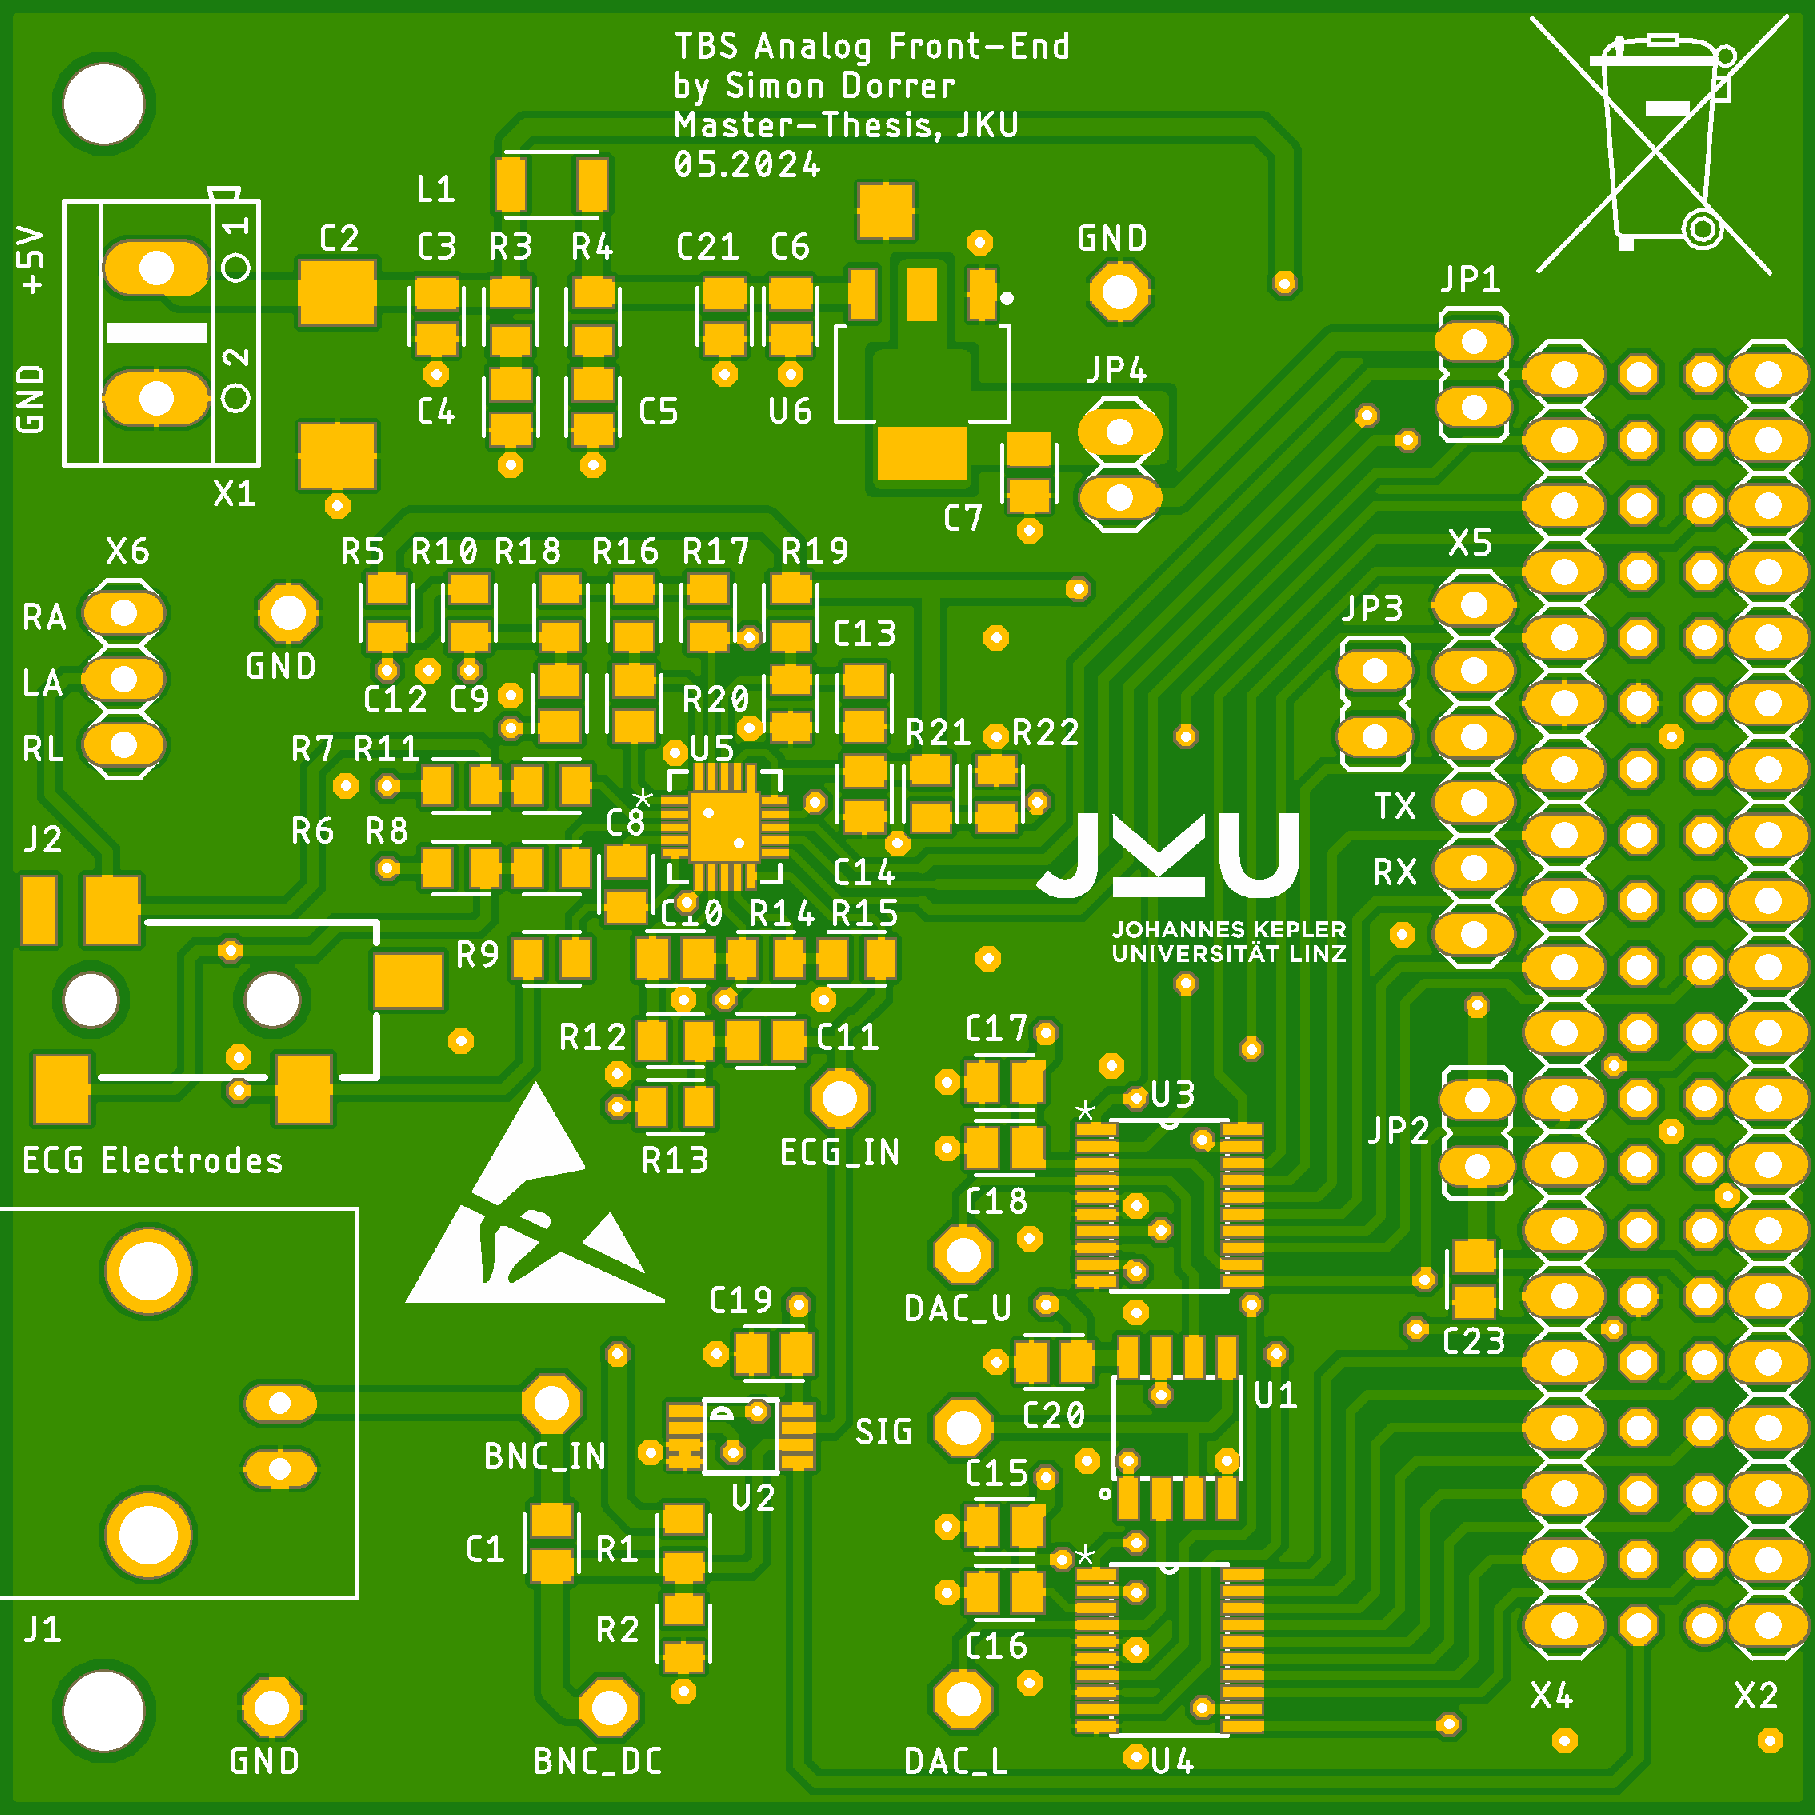 TBS Analog Front-End
by Simon Dorrer
Master-Thesis, JKU
05.2024
L1
+5V
GND
1
2
X1
C2
C3
R3
R4
C21
C6
GND
JP1
C4
C5
U6
JP4
C7
X6
R5
R10
R18
R16
R17
R19
X5
RA
LA
RL
GND
C12
C9
R20
C13
JP3
R7
R11
U5
R21
R22
*
R6
R8
C8
TX
J2
C14
RX
JKU
JOHANNES KEPLER
UNIVERSITÄT LINZ
C10
R14
R15
R9
R12
C11
C17
U3
*
JP2
ECG Electrodes
R13
ECG_IN
C18
C19
DAC_U
C23
C20
U1
BNC_IN
SIG
U2
C15
C1
R1
*
J1
R2
C16
X4
X2
GND
BNC_DC
DAC_L
U4